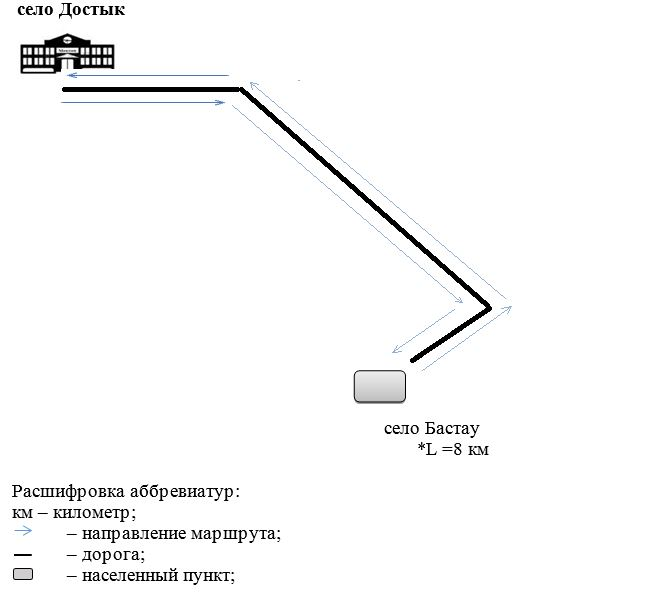 село Достык
село Бастау
*L =8 км
Расшифровка аббревиатур:
км – километр;
– направление маршрута;
– дорога;
– населенный пункт;